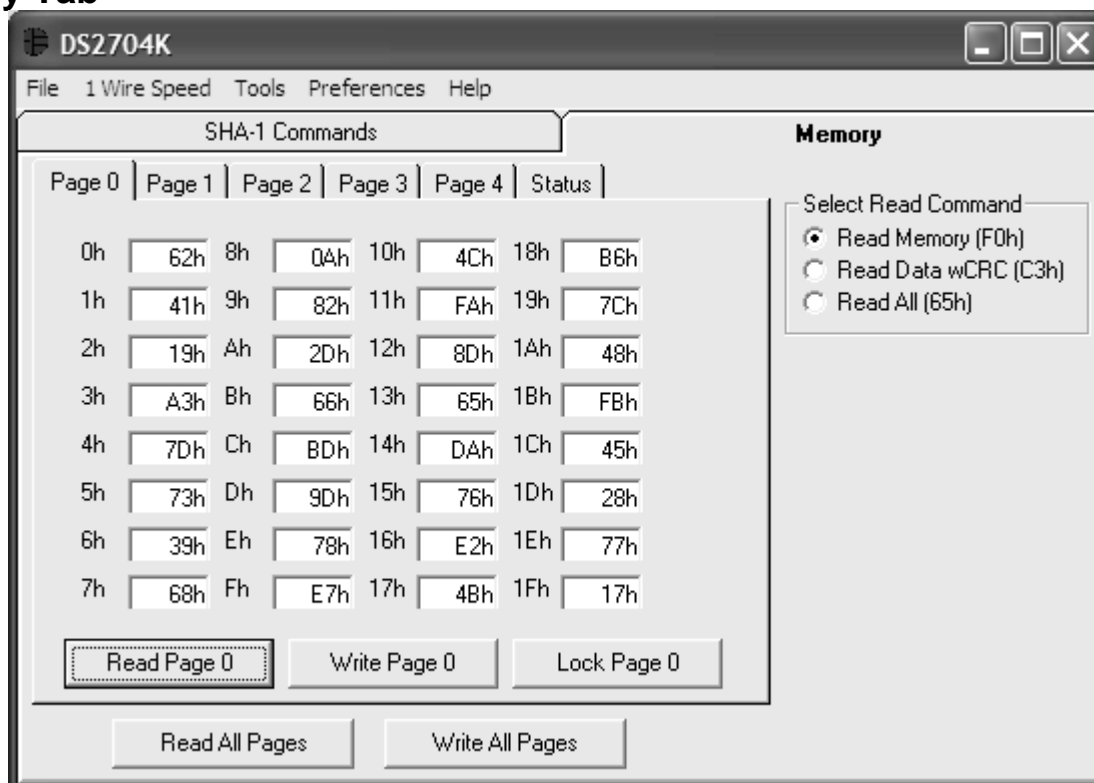 y Tab
DS2704K
File 1 Wire Speed Tools Preferences Help
SHA-1 Commands Memory
Page 0 Page 1 Page 2 Page 3 Page 4 Status
Select Read Command
Read Memory (F0h)
Read Data wCRC (C3h)
Read All (65h)
0h 62h 8h 0Ah 10h 4Ch 18h B6h
1h 41h 9h 82h 11h FAh 19h 7Ch
2h 19h Ah 2Dh 12h 8Dh 1Ah 48h
3h A3h Bh 66h 13h 65h 1Bh FBh
4h 7Dh Ch BDh 14h DAh 1Ch 45h
5h 73h Dh 9Dh 15h 76h 1Dh 28h
6h 39h Eh 78h 16h E2h 1Eh 77h
7h 68h Fh E7h 17h 4Bh 1Fh 17h
Read Page 0 Write Page 0 Lock Page 0
Read All Pages Write All Pages